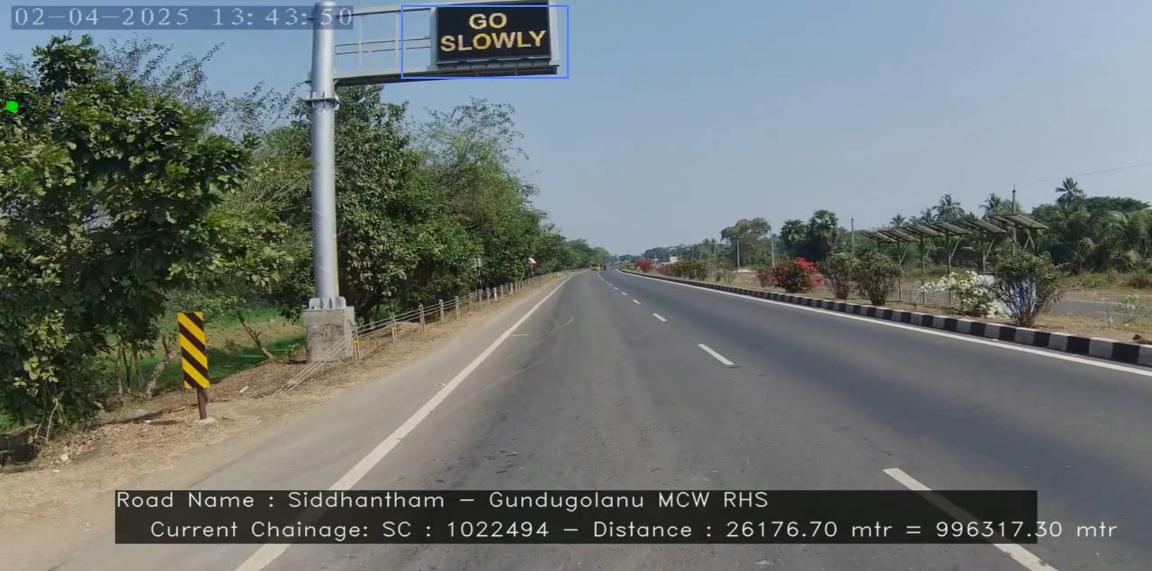 02-04-2025 13:43:50
GO
SLOWLY
Road Name : Siddhantham - Gundugolanu MCW RHS
Current Chainage: SC : 1022494 - Distance : 26176.70 mtr = 996317.30 mtr